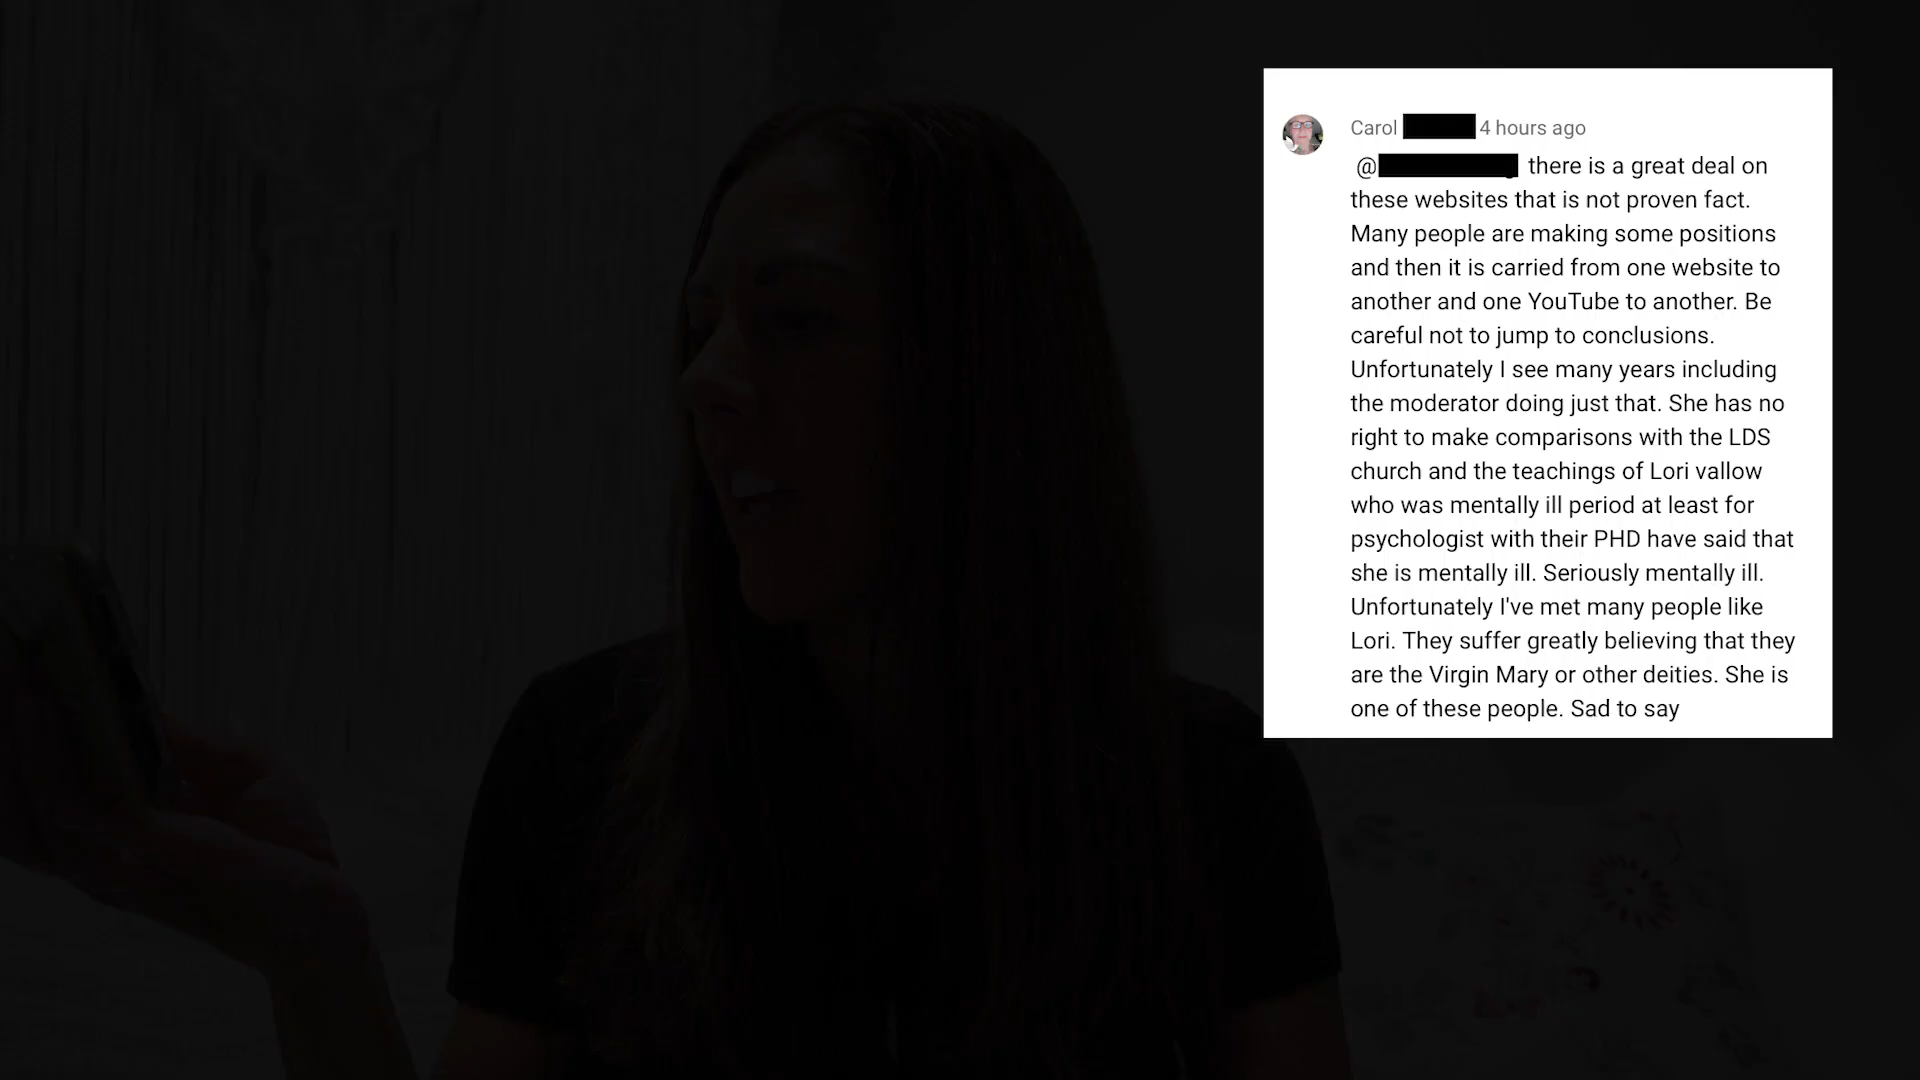 Carol 4 hours ago
@ there is a great deal on
these websites that is not proven fact.
Many people are making some positions
and then it is carried from one website to
another and one YouTube to another. Be
careful not to jump to conclusions.
Unfortunately I see many years including
the moderator doing just that. She has no
right to make comparisons with the LDS
church and the teachings of Lori vallow
who was mentally ill period at least for
psychologist with their PHD have said that
she is mentally ill. Seriously mentally ill.
Unfortunately I've met many people like
Lori. They suffer greatly believing that they
are the Virgin Mary or other deities. She is
one of these people. Sad to say